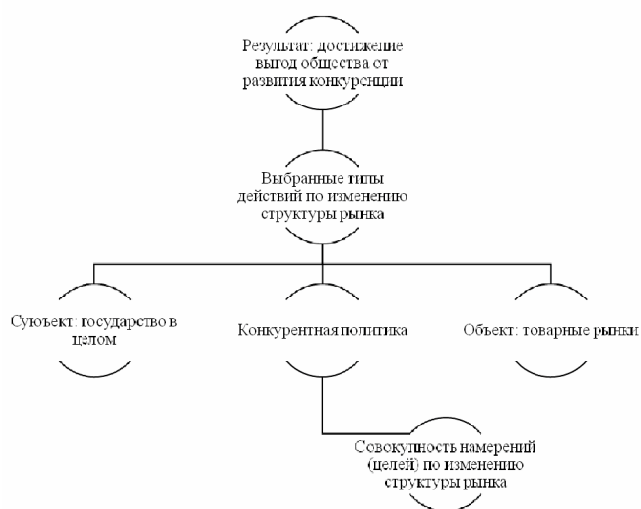 Результат: достижение
выгод общества от
развития конкуренции
Выбранные типы
действий по изменению
структуры рынка
Суюъект: государство в
целом
Конкурентная политика
Объект: товарные рынки
Совокупность намерений
(целей) по изменению
структуры рынка